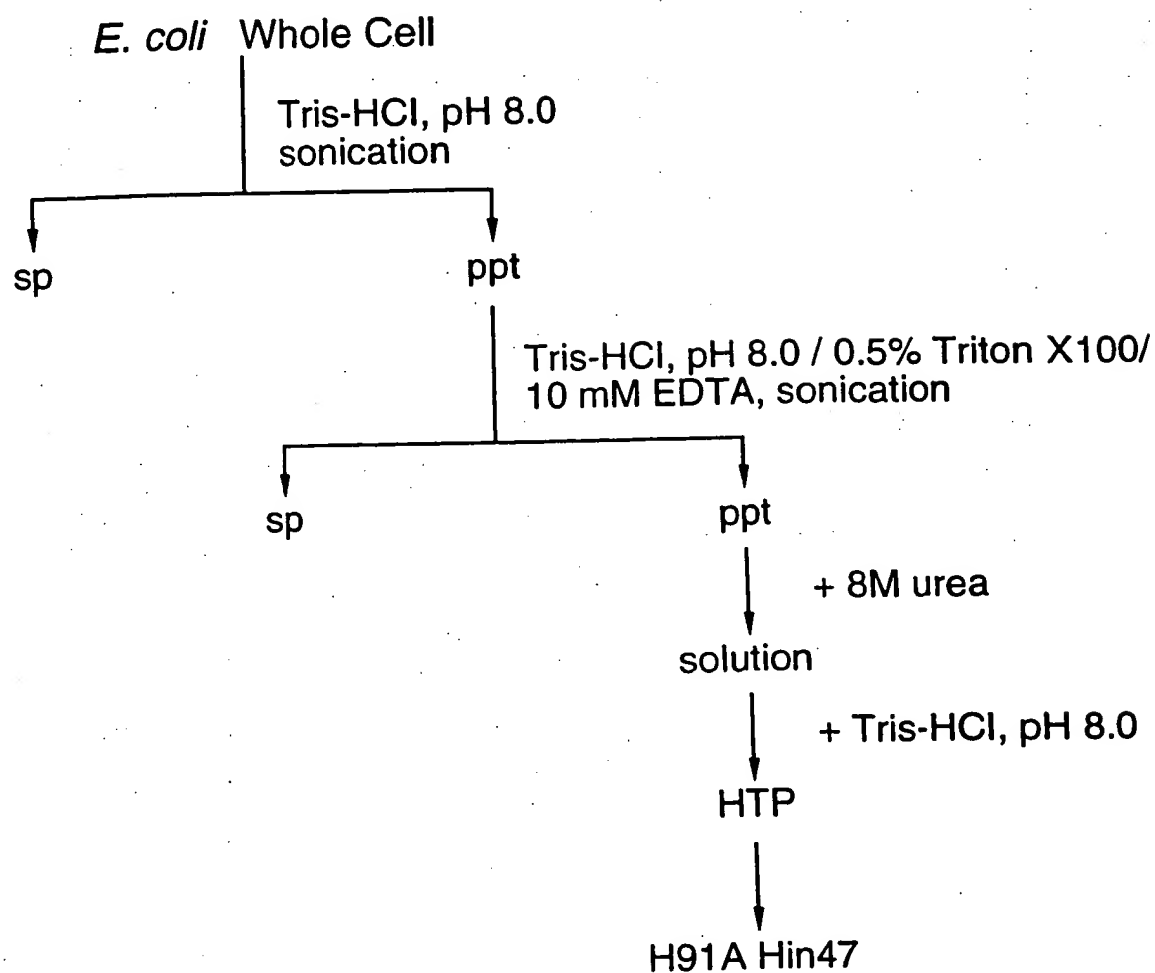 E. coli Whole Cell
Tris-HCl, pH 8.0
sonication
sp
ppt
Tris-HCl, pH 8.0 / 0.5% Triton X100/
10 mM EDTA, sonication
sp
ppt
+ 8M urea
solution
+ Tris-HCl, pH 8.0
HTP
H91A Hin47